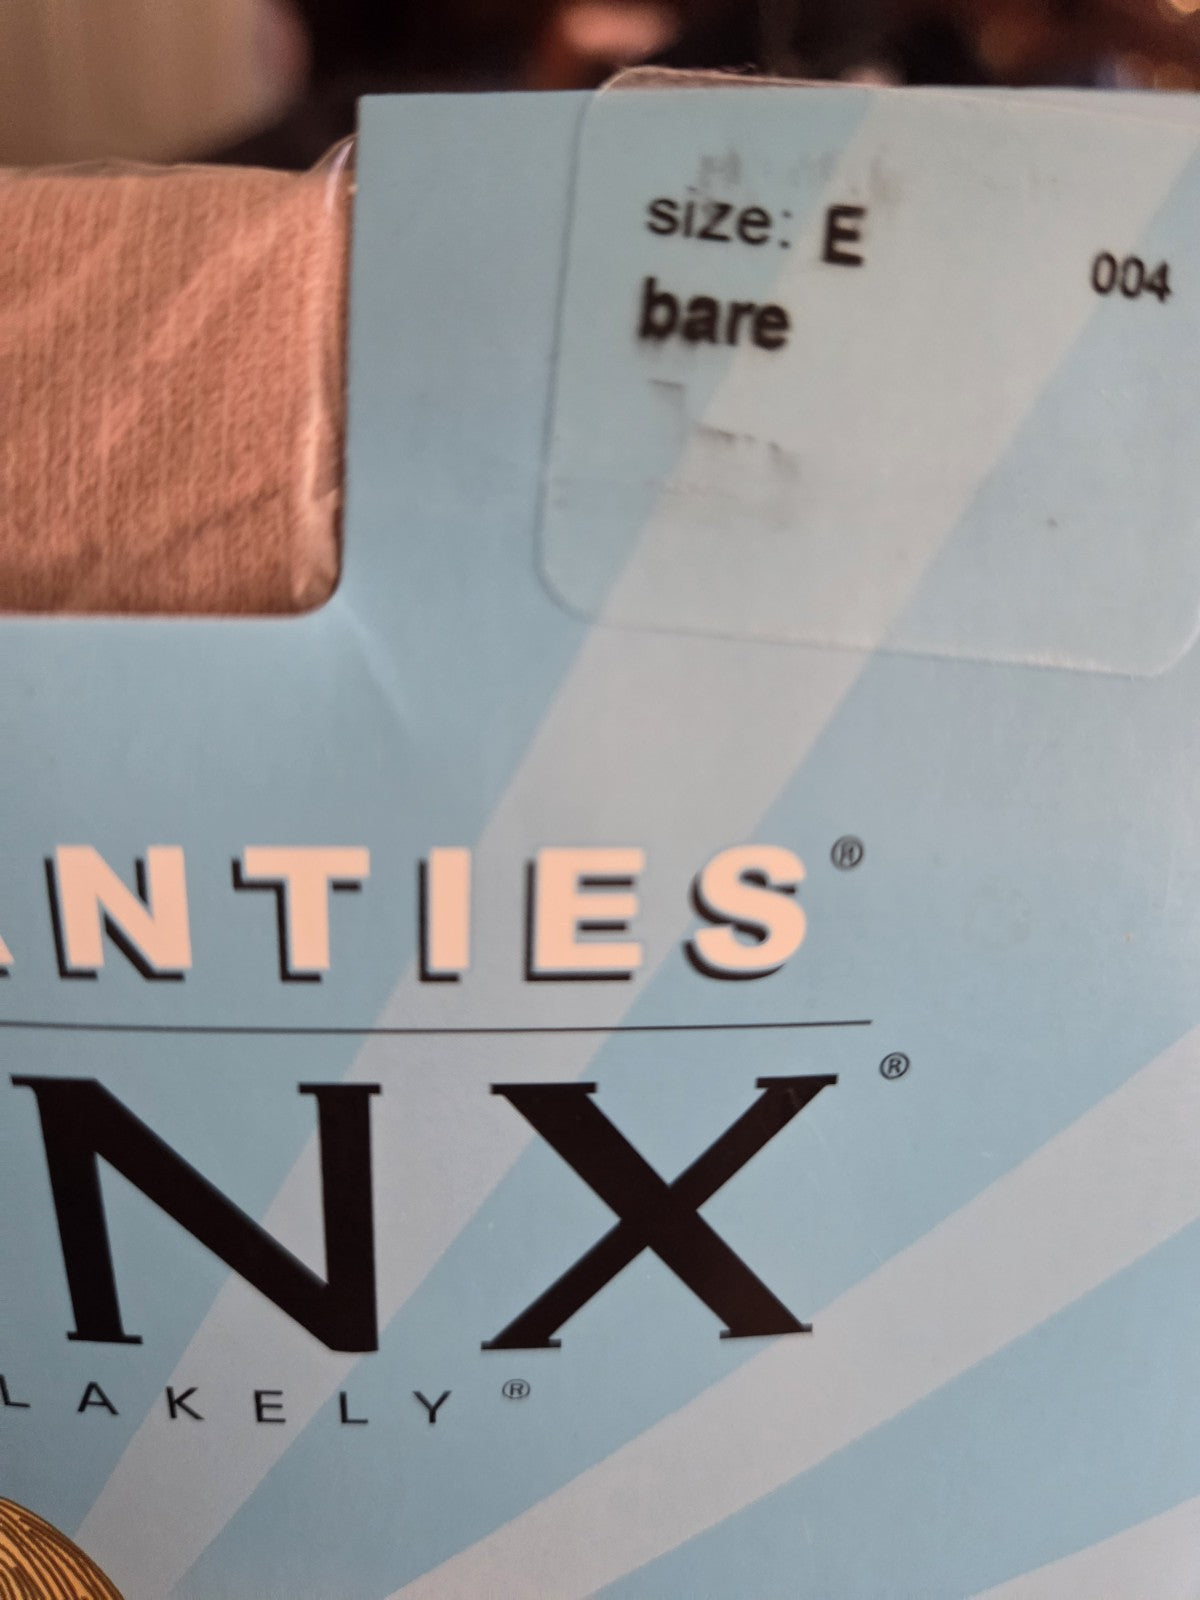 size: E
004
bare
ANTIES®
NX®
LAKELY®